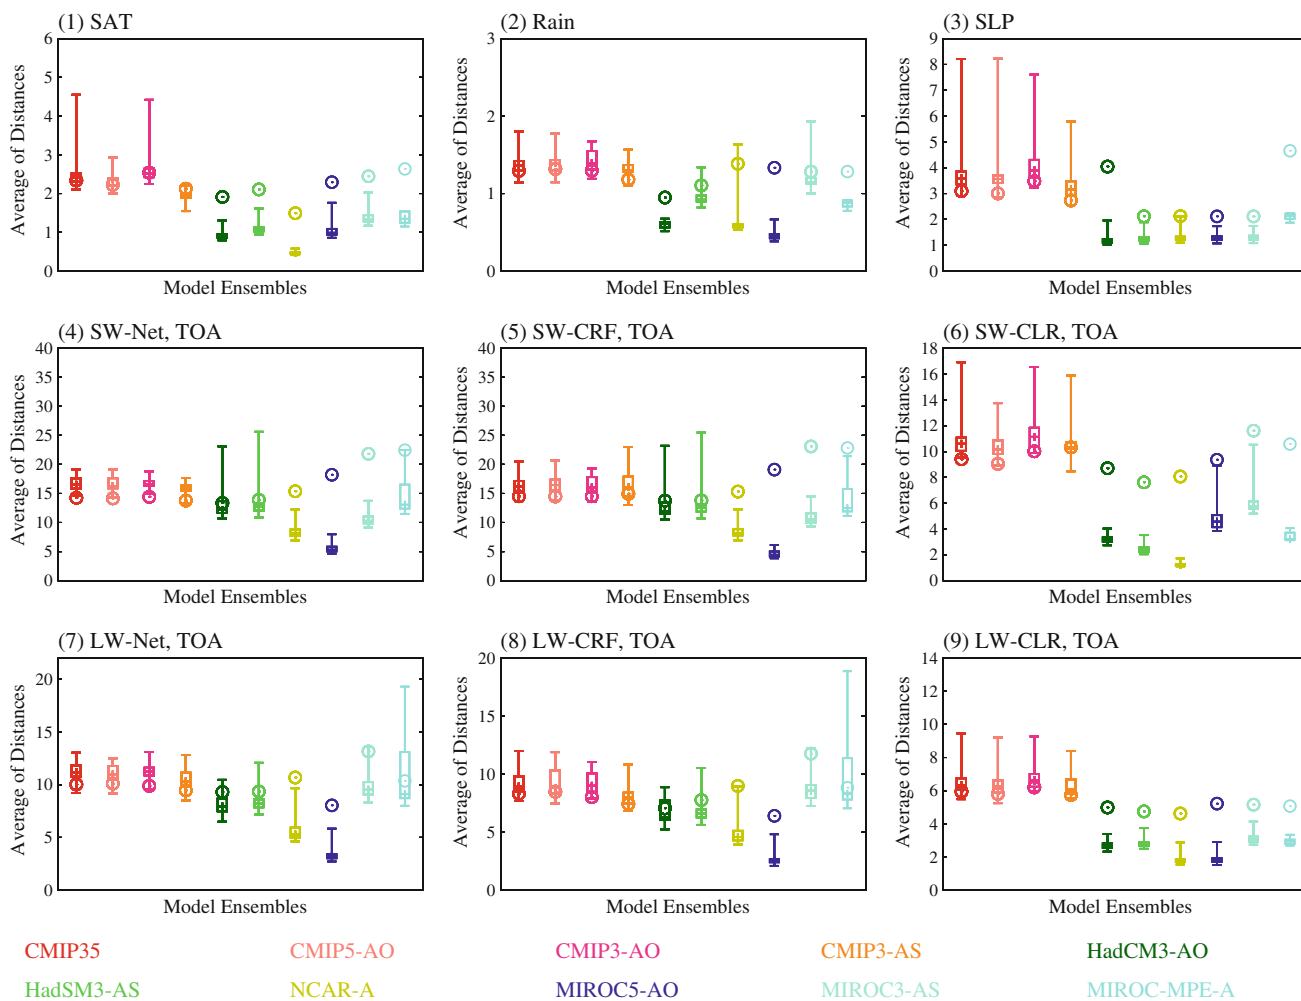 (1) SAT
(2) Rain
(3) SLP
Average of Distances
6
5
4
3
2
1
0
Model Ensembles
Average of Distances
3
2
1
0
Model Ensembles
Average of Distances
9
8
7
6
5
4
3
2
1
0
Model Ensembles
(4) SW-Net, TOA
(5) SW-CRF, TOA
(6) SW-CLR, TOA
Average of Distances
40
35
30
25
20
15
10
5
0
Model Ensembles
Average of Distances
40
35
30
25
20
15
10
5
0
Model Ensembles
Average of Distances
18
16
14
12
10
8
6
4
2
0
Model Ensembles
(7) LW-Net, TOA
(8) LW-CRF, TOA
(9) LW-CLR, TOA
Average of Distances
20
15
10
5
0
Model Ensembles
Average of Distances
20
15
10
5
0
Model Ensembles
Average of Distances
14
12
10
8
6
4
2
0
Model Ensembles
CMIP35 CMIP5-AO CMIP3-AO CMIP3-AS HadCM3-AO
HadSM3-AS NCAR-A MIROC5-AO MIROC3-AS MIROC-MPE-A